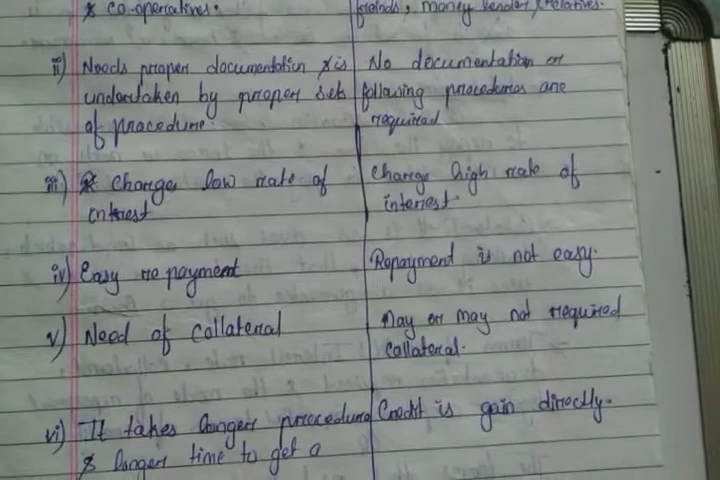 & co-operatives.
frainds, money lender, relatives.
ii) Needs proper documentation & is
undertaken by proper sets
of procedure.
No documentation or
following procedures are
required
iii) Charges low rate of
intrest
Charge high rate of
interest.
iv) Easy repayment
Repayment is not easy.
v) Need of collateral
May or may not required
collateral.
vi) It takes longer procedure
& longer time to get a
Credit is gain directly.